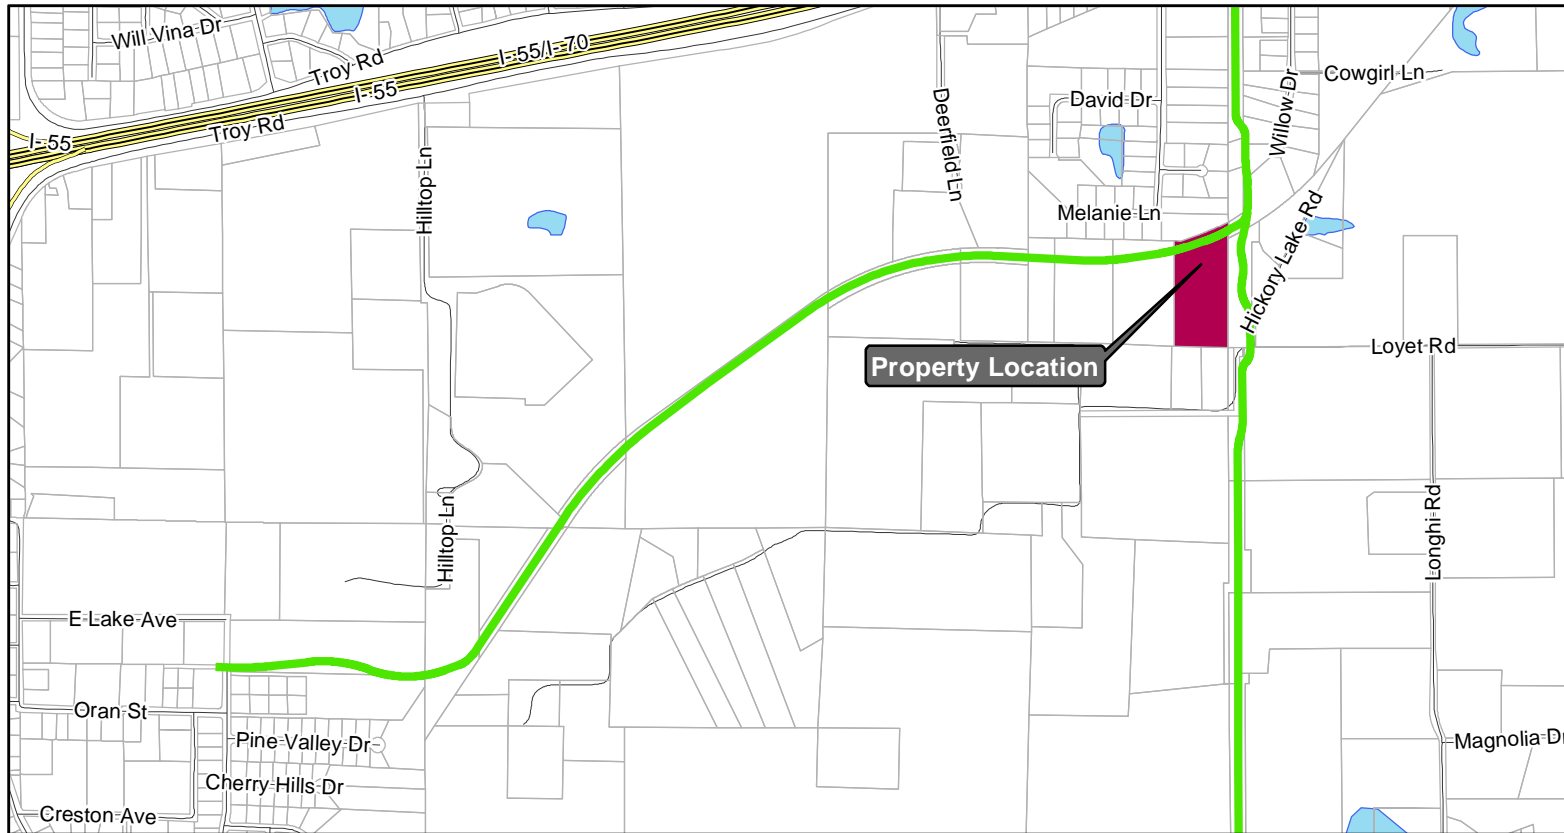 Will Vina Dr
Troy Rd
I-55/I-70
I-55
I-55
Troy Rd
Hilltop Ln
Deerfield Ln
David Dr
Cowgirl Ln
Willow Dr
Melanie Ln
Hickory Lake Rd
Property Location
Loyet Rd
Hilltop Ln
Longhi Rd
E Lake Ave
Oran St
Pine Valley Dr
Magnolia Dr
Cherry Hills Dr
Creston Ave